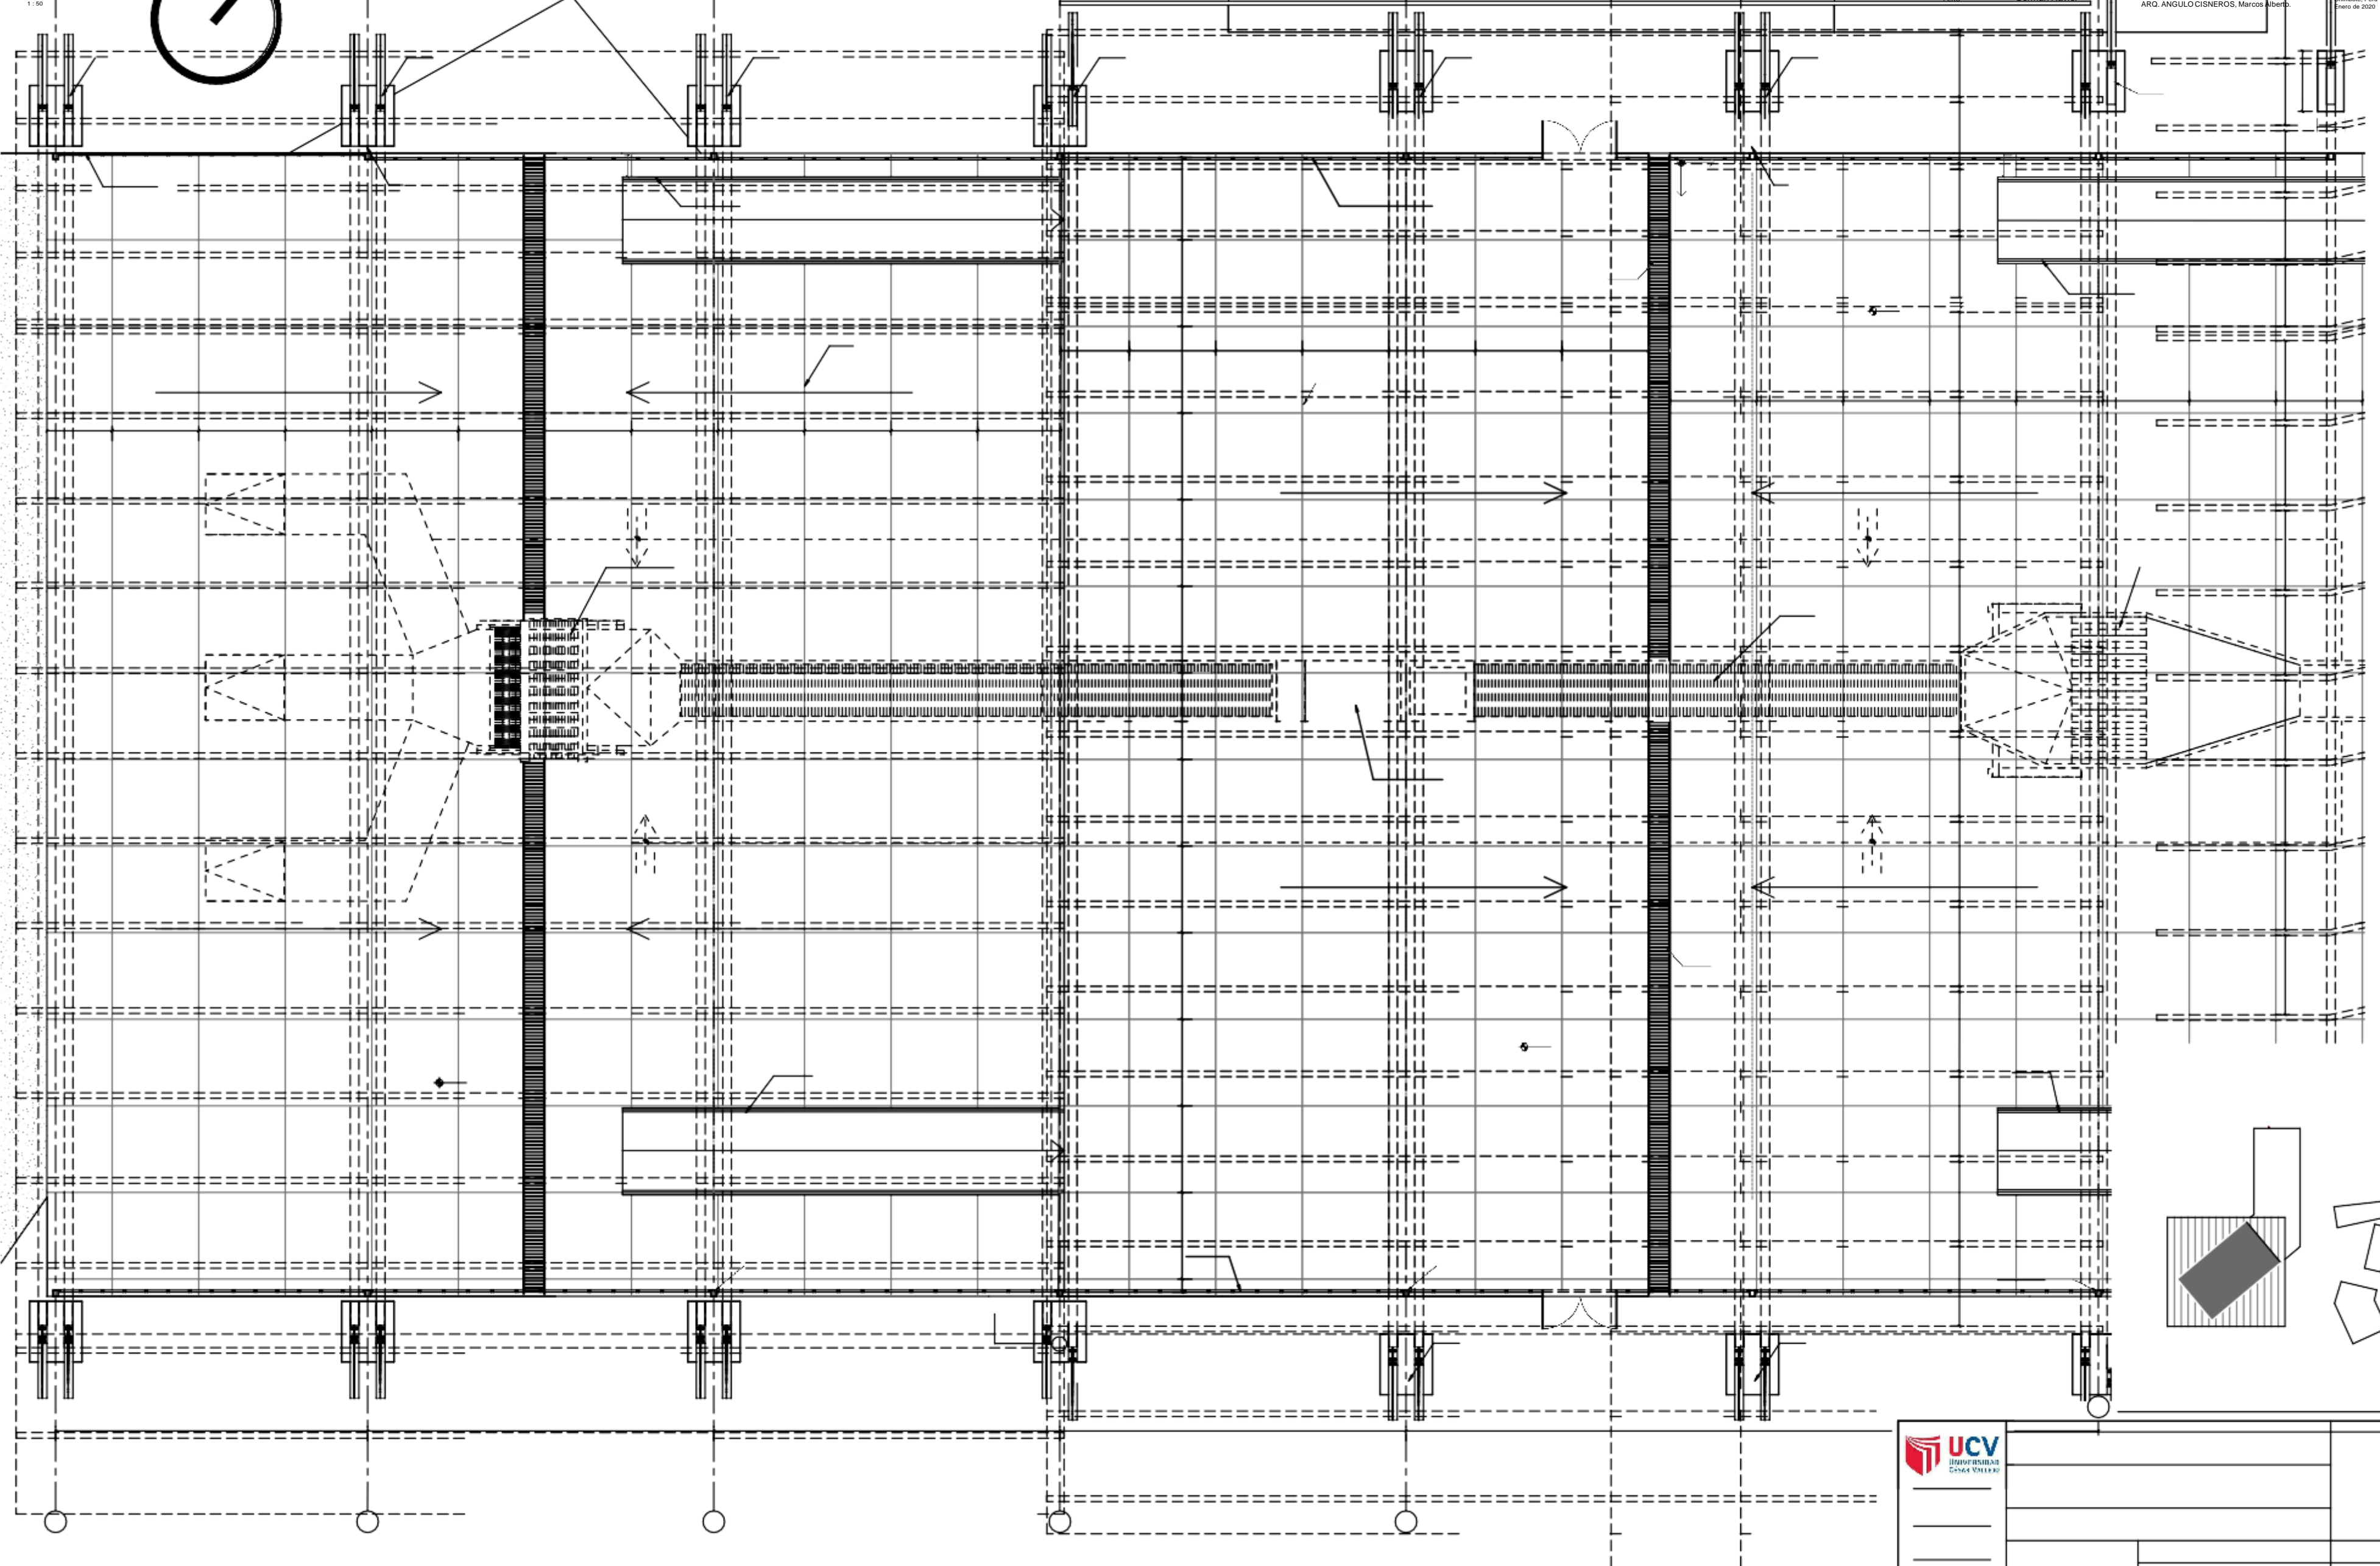 1 : 50
ARQ. ANGULO CISNEROS, Marcos Alberto.
Enero de 2020
UCV
UNIVERSIDAD
CÉSAR VALLEJO